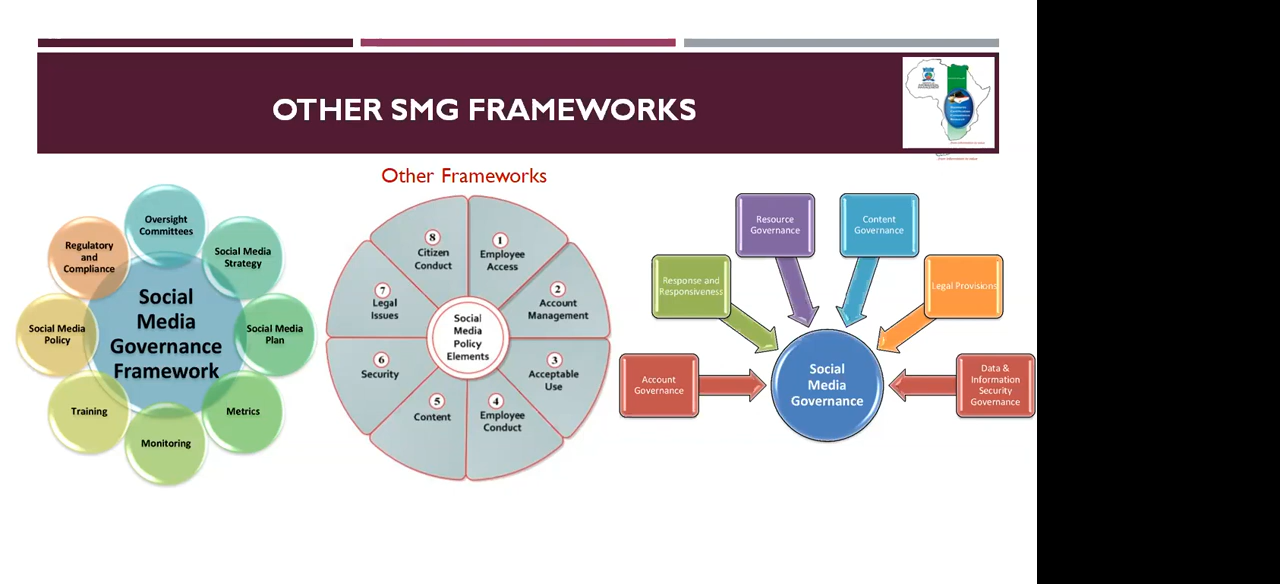 OTHER SMG FRAMEWORKS
Other Frameworks
Social
Media
Governance
Framework
Oversight
Committees
Social Media
Strategy
Social Media
Plan
Metrics
Monitoring
Training
Social Media
Policy
Regulatory
and
Compliance
Social
Media
Policy
Elements
1
Employee
Access
2
Account
Management
3
Acceptable
Use
4
Employee
Conduct
5
Content
6
Security
7
Legal
Issues
8
Citizen
Conduct
Account
Governance
Response and
Responsiveness
Resource
Governance
Content
Governance
Legal Provisions
Data &
Information
Security
Governance
Social
Media
Governance